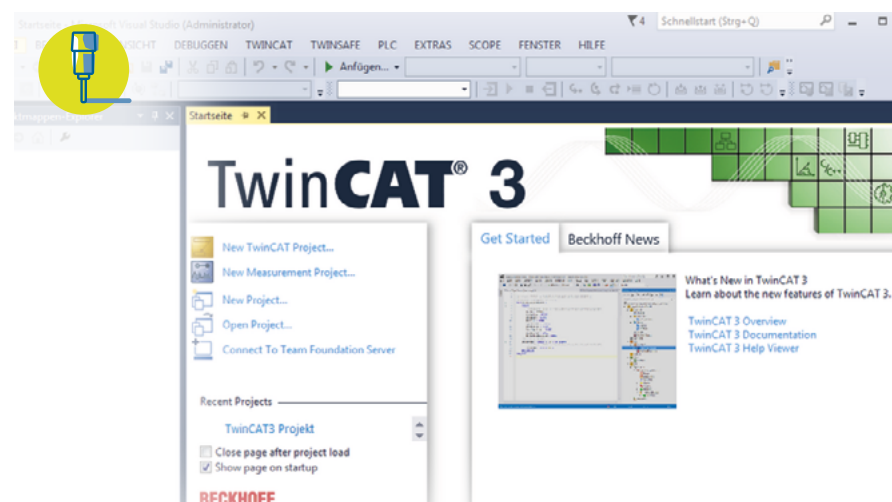 Startseite - Microsoft Visual Studio (Administrator)
4 Schnellstart (Strg+Q)
ANSICHT DEBUGGEN TWINCAT TWINSAFE PLC EXTRAS SCOPE FENSTER HILFE
Anfügen...
Startseite
TwinCAT® 3
New TwinCAT Project...
New Measurement Project...
New Project...
Open Project...
Connect To Team Foundation Server
Recent Projects
TwinCAT3 Projekt
Close page after project load
Show page on startup
BECKHOFF
Get Started Beckhoff News
What's New in TwinCAT 3
Learn about the new features of TwinCAT 3.
TwinCAT 3 Overview
TwinCAT 3 Documentation
TwinCAT 3 Help Viewer